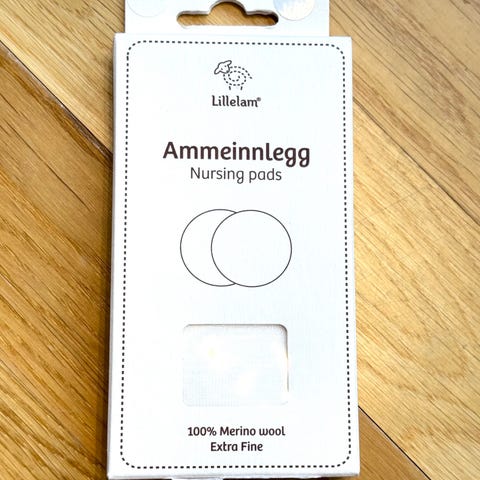 Lillelam®
Ammeinnlegg
Nursing pads
100% Merino wool
Extra Fine